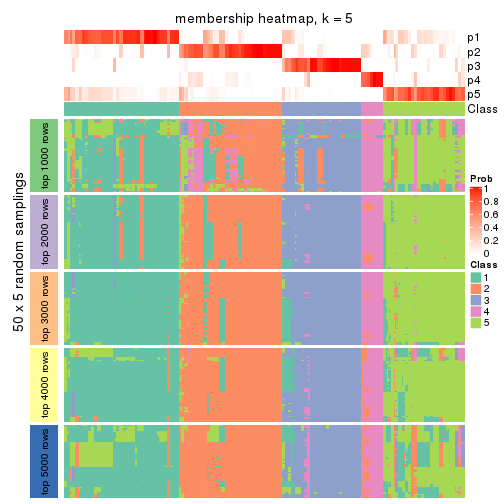 membership heatmap, k = 5
p1
p2
p3
p4
p5
Class
50 x 5 random samplings
top 1000 rows
top 2000 rows
top 3000 rows
top 4000 rows
top 5000 rows
Prob
1
0.8
0.6
0.4
0.2
0
Class
1
2
3
4
5